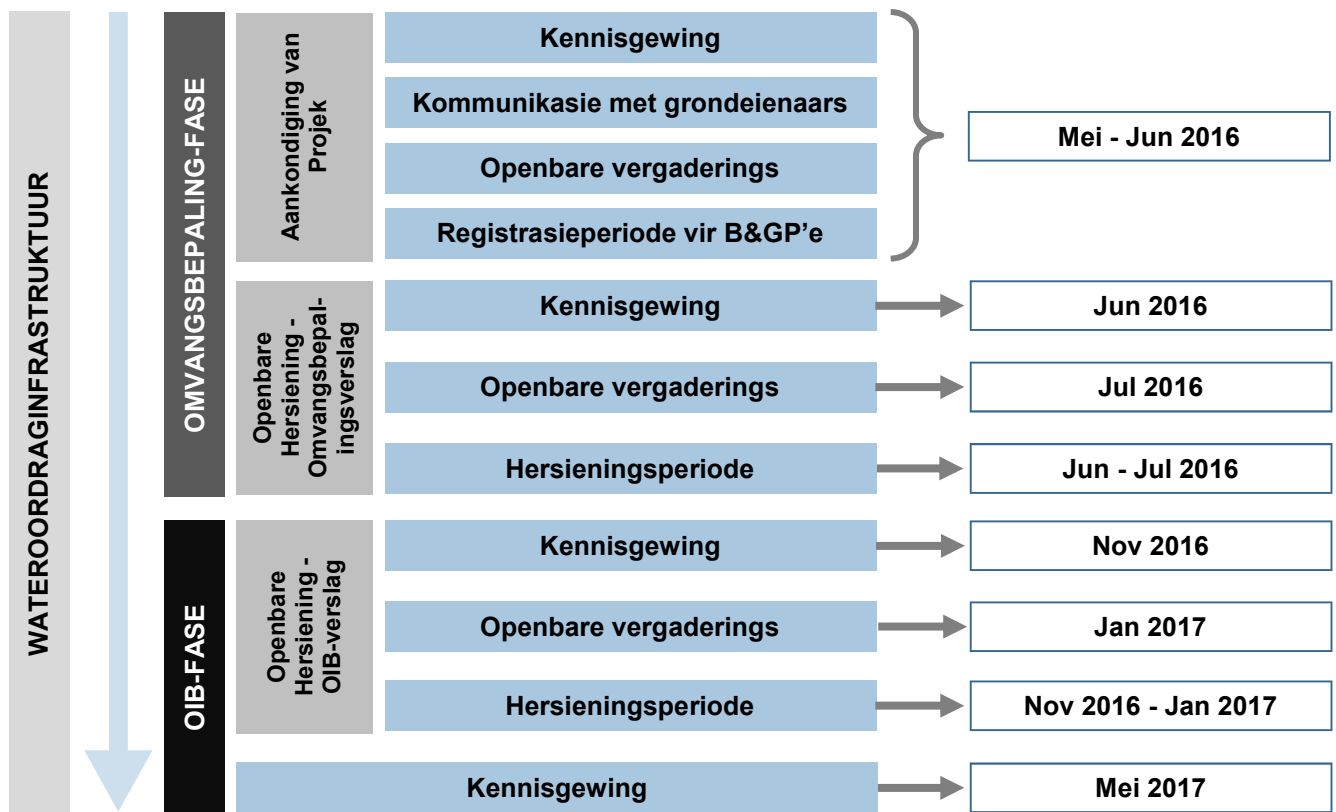 WATEROORDRAGINFRASTRUKTUUR
OMVANGSBEPALING-FASE
Aankondiging van
Projek
Kennisgewing
Kommunikasie met grondeienaars
Openbare vergaderings
Registrasieperiode vir B&GP’e
Mei - Jun 2016
Openbare
Hersiening -
Omvangsbepal-
ingsverslag
Kennisgewing
Jun 2016
Openbare vergaderings
Jul 2016
Hersieningsperiode
Jun - Jul 2016
OIB-FASE
Openbare
Hersiening -
OIB-verslag
Kennisgewing
Nov 2016
Openbare vergaderings
Jan 2017
Hersieningsperiode
Nov 2016 - Jan 2017
Kennisgewing
Mei 2017